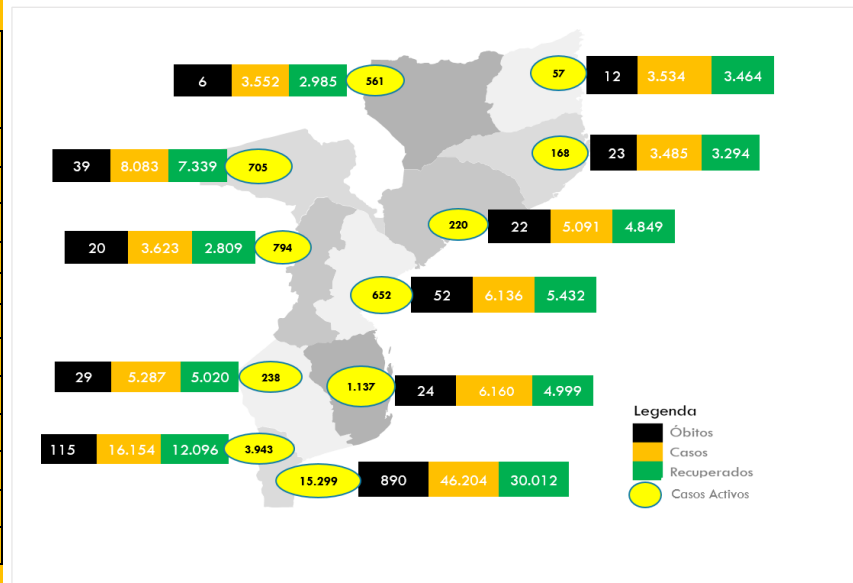 6 3.552 2.985 561
57 12 3.534 3.464
39 8.083 7.339 705
168 23 3.485 3.294
20 3.623 2.809 794
220 22 5.091 4.849
652 52 6.136 5.432
29 5.287 5.020 238
1.137 24 6.160 4.999
115 16.154 12.096 3.943
15.299 890 46.204 30.012
Legenda
Óbitos
Casos
Recuperados
Casos Activos